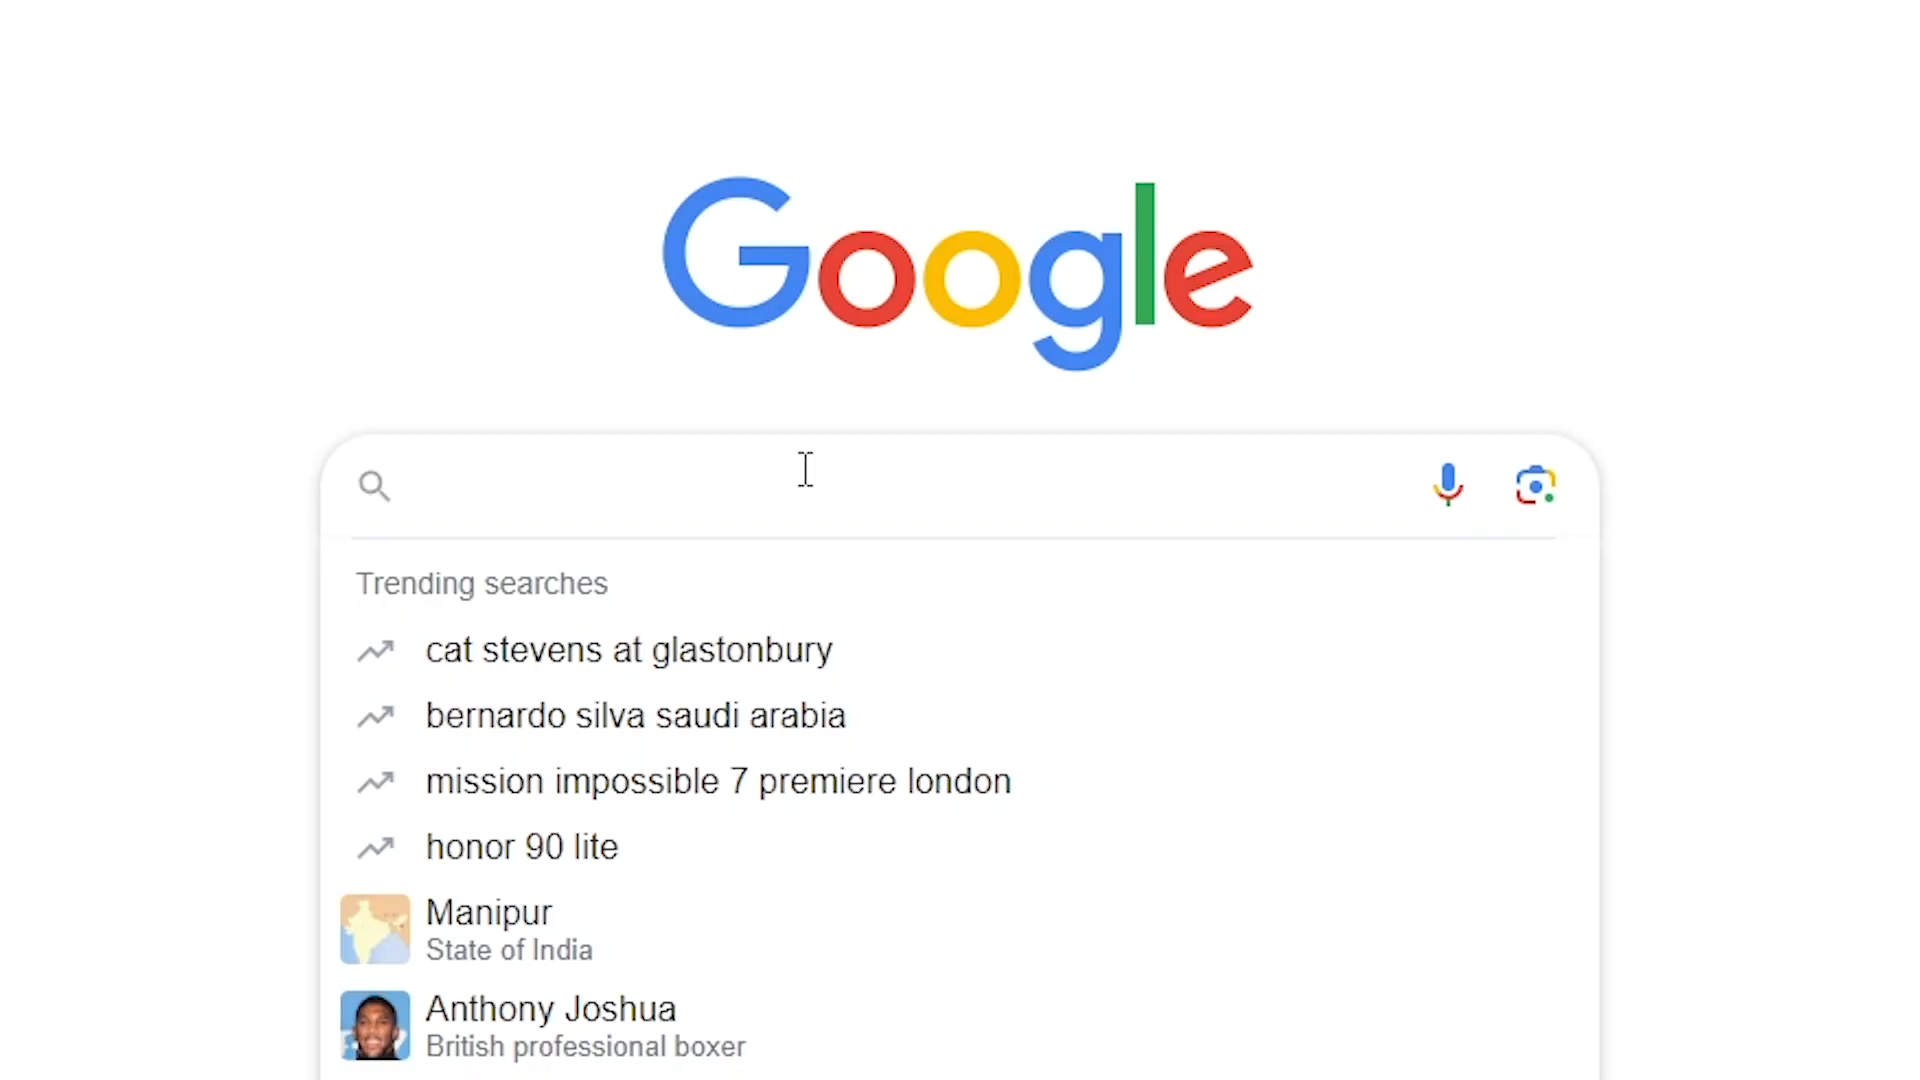 Google
Trending searches
cat stevens at glastonbury
bernardo silva saudi arabia
mission impossible 7 premiere london
honor 90 lite
Manipur
State of India
Anthony Joshua
British professional boxer